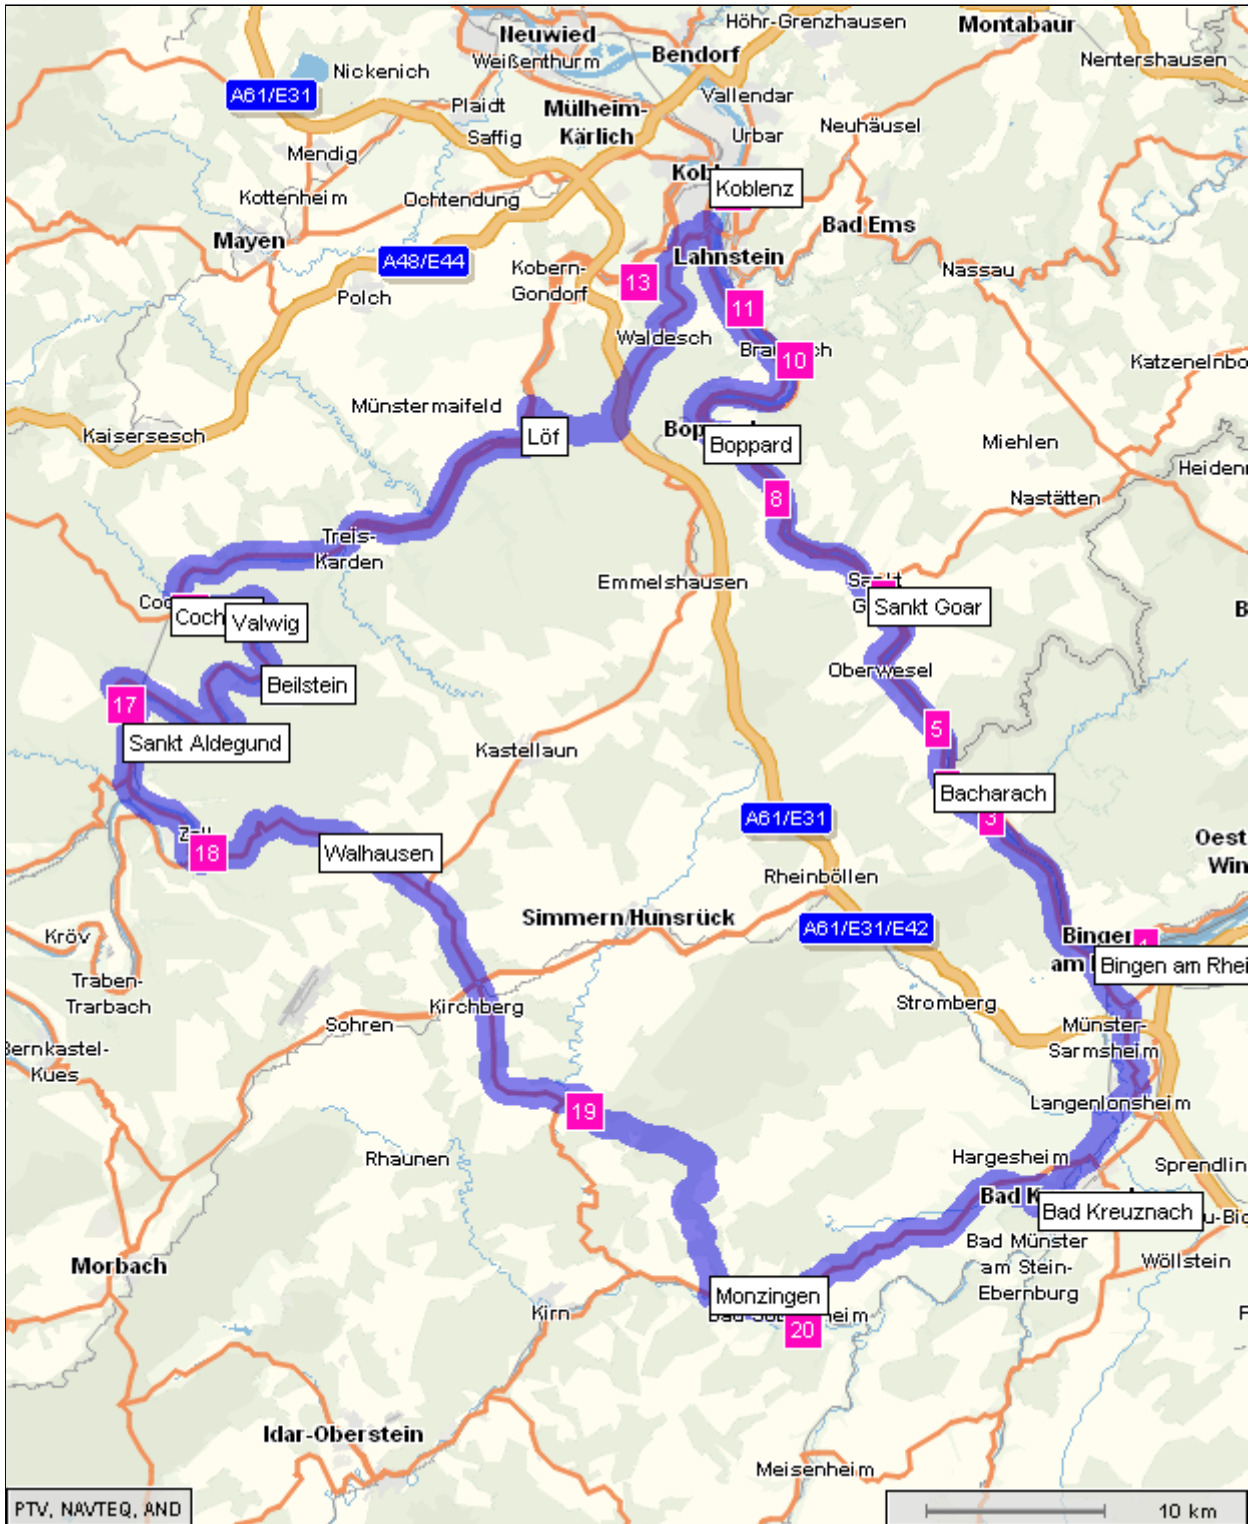 Höhr-Grenzhausen
Montabaur
Neuwied
Weißenthurm
Bendorf
Nentershausen
Nickenich
A61/E31
Plaidt
Vallendar
Mülheim-
Kärlich
Saffig
Urbar
Neuhäusel
Mendig
Koblenz
Kottenheim
Ochtendung
Mayen
Bad Ems
A48/E44
Lahnstein
Kobern-
Gondorf
Nassau
13
Polch
11
Waldesch
10
Katzenelnbo
Münstermaifeld
Kaisersesch
Löf
Boppard
Miehlen
8
Nastätten
Treis-
Karden
Emmelshausen
Sankt Goar
Valwig
Oberwesel
Beilstein
17
Sankt Aldegund
5
Kastellaun
Bacharach
3
A61/E31
18
Walhausen
Oest
Win
Rheinböllen
Simmern/Hunsrück
A61/E31/E42
Kröv
Bingen am Rhei
Traben-
Trarbach
Kirchberg
Stromberg
Sohren
Münster-
Sarmsheim
Bernkastel-
Kues
Langenlonsheim
19
Rhaunen
Hargesheim
Sprendlin
Bad Kreuznach
Bad Münster
am Stein-
Ebernburg
Wöllstein
Morbach
Monzingen
Kirn
20
Idar-Oberstein
Meisenheim
PTV, NAVTEQ, AND
10 km